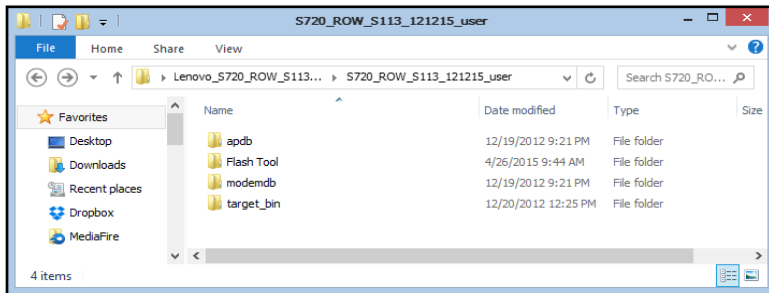 S720_ROW_S113_121215_user
File Home Share View
Lenovo_S720_ROW_S113... S720_ROW_S113_121215_user Search S720_RO...
Favorites
Desktop
Downloads
Recent places
Dropbox
MediaFire
Name Date modified Type Size
apdb 12/19/2012 9:21 PM File folder
Flash Tool 4/26/2015 9:44 AM File folder
modemdb 12/19/2012 9:21 PM File folder
target_bin 12/20/2012 12:25 PM File folder
4 items